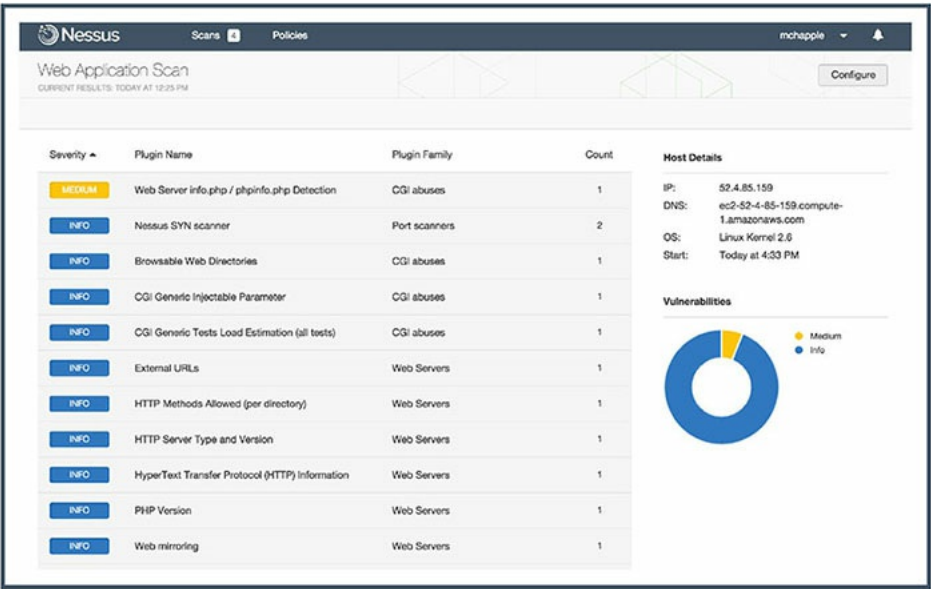 Nessus Scans 4 Policies mchapple
Web Application Scan
CURRENT RESULTS: TODAY AT 12:25 PM
Configure
Severity Plugin Name Plugin Family Count
MEDIUM Web Server info.php / phpinfo.php Detection CGI abuses 1
INFO Nessus SYN scanner Port scanners 2
INFO Browsable Web Directories CGI abuses 1
INFO CGI Generic Injectable Parameter CGI abuses 1
INFO CGI Generic Tests Load Estimation (all tests) CGI abuses 1
INFO External URLs Web Servers 1
INFO HTTP Methods Allowed (per directory) Web Servers 1
INFO HTTP Server Type and Version Web Servers 1
INFO HyperText Transfer Protocol (HTTP) Information Web Servers 1
INFO PHP Version Web Servers 1
INFO Web mirroring Web Servers 1
Host Details
IP: 52.4.85.159
DNS: ec2-52-4-85-159.compute-
1.amazonaws.com
OS: Linux Kernel 2.6
Start: Today at 4:33 PM
Vulnerabilities
Medium
Info